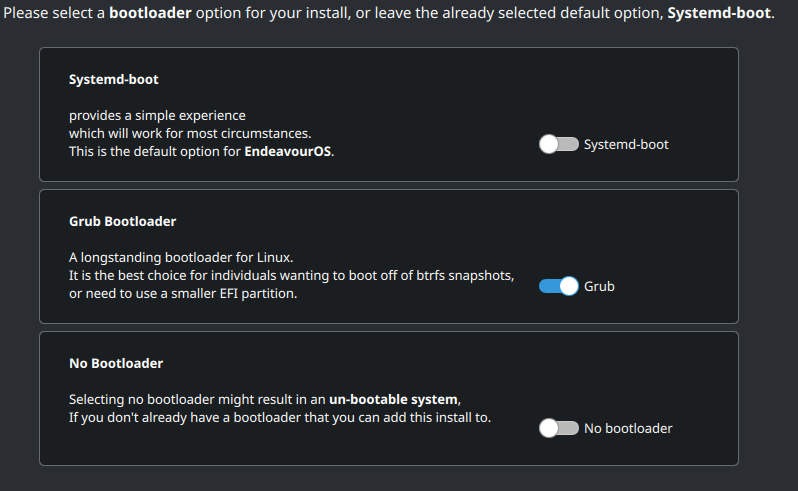 Please select a bootloader option for your install, or leave the already selected default option, Systemd-boot.
Systemd-boot
provides a simple experience
which will work for most circumstances.
This is the default option for EndeavourOS.
Systemd-boot
Grub Bootloader
A longstanding bootloader for Linux.
It is the best choice for individuals wanting to boot off of btrfs snapshots,
or need to use a smaller EFI partition.
Grub
No Bootloader
Selecting no bootloader might result in an un-bootable system,
If you don't already have a bootloader that you can add this install to.
No bootloader